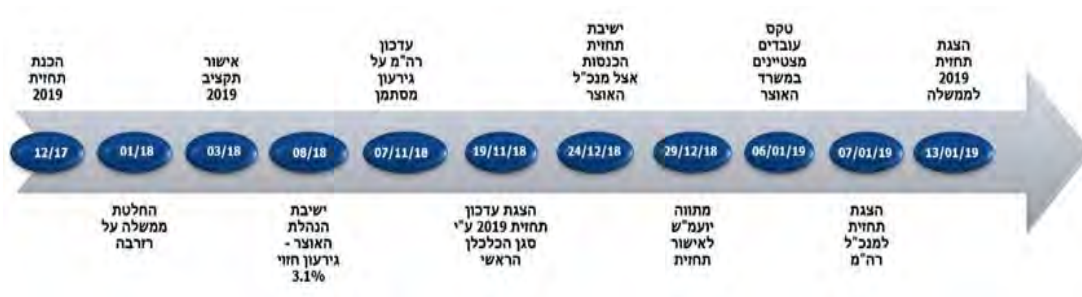 הכנת
תחזית
2019
אישור
תקציב
2019
עדכון
רה"מ על
גירעון
מסתמן
ישיבת
תחזית
הכנסות
אצל מנכ"ל
האוצר
טקס
עובדים
מצטיינים
במשרד
האוצר
הצגת
תחזית
2019
לממשלה
12/17
01/18
03/18
08/18
07/11/18
19/11/18
24/12/18
29/12/18
06/01/19
07/01/19
13/01/19
החלטת
ממשלה על
רזרבה
ישיבת
הנהלת
האוצר -
גירעון חזוי
3.1%
הצגת עדכון
תחזית 2019 ע"י
סגן הכלכלן
הראשי
מתווה
יועמ"ש
לאישור
תחזית
הצגת
תחזית
למנכ"ל
רה"מ